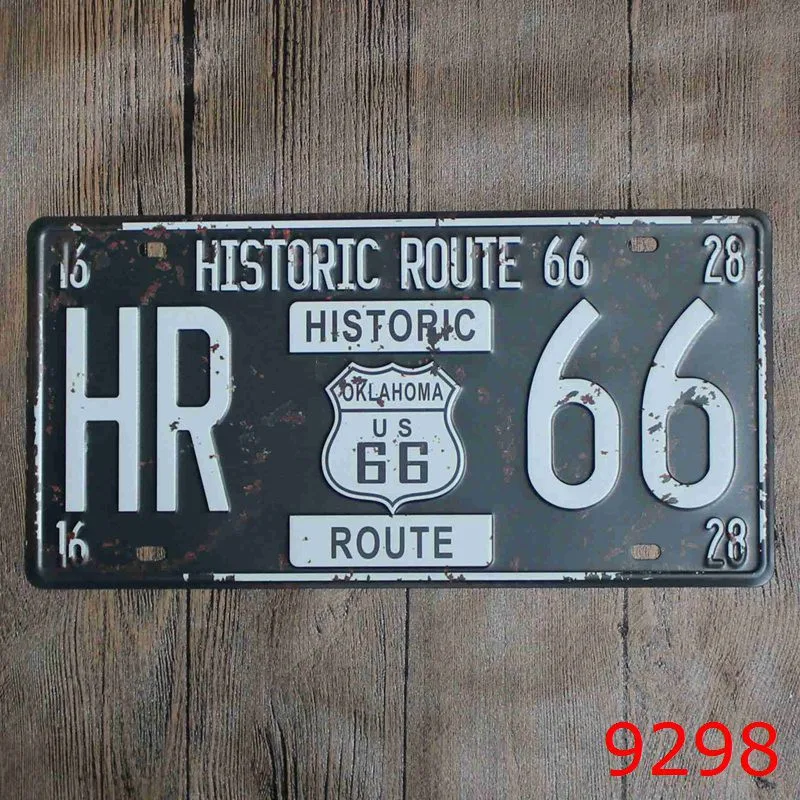 16 HISTORIC ROUTE 66 28
HISTORIC
HR 66
OKLAHOMA
US
66
ROUTE
16 28
9298